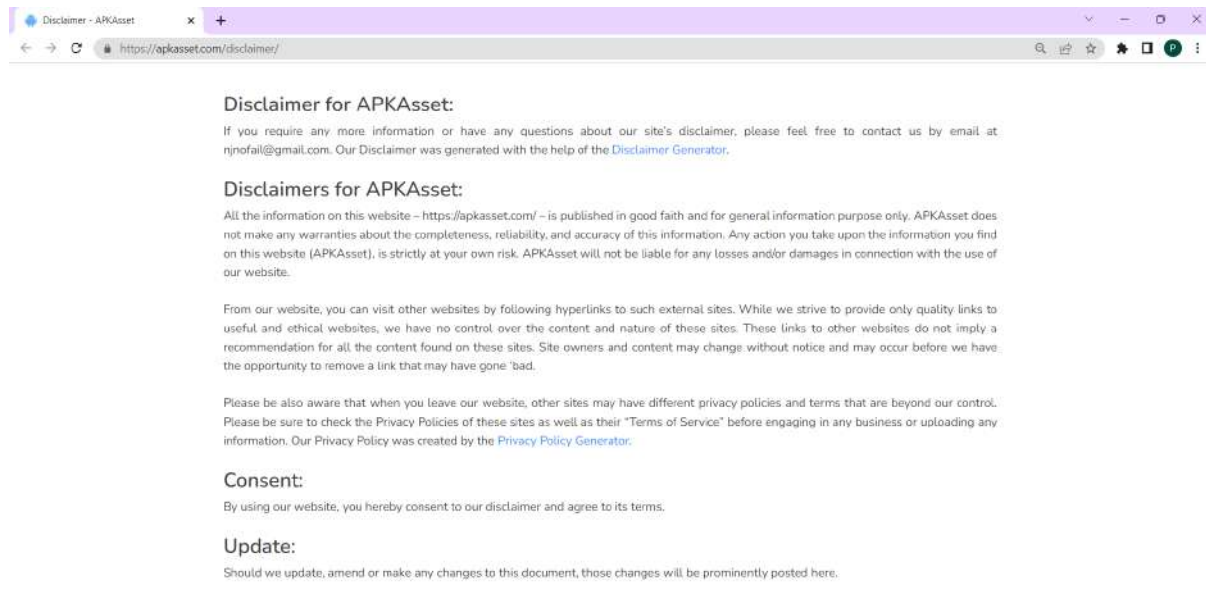 Disclaimer - APKAsset
https://apkasset.com/disclaimer/
P
Disclaimer for APKAsset:
If you require any more information or have any questions about our site's disclaimer, please feel free to contact us by email at
njnofail@gmail.com. Our Disclaimer was generated with the help of the Disclaimer Generator.
Disclaimers for APKAsset:
All the information on this website – https://apkasset.com/ – is published in good faith and for general information purpose only. APKAsset does
not make any warranties about the completeness, reliability, and accuracy of this information. Any action you take upon the information you find
on this website (APKAsset), is strictly at your own risk. APKAsset will not be liable for any losses and/or damages in connection with the use of
our website.
From our website, you can visit other websites by following hyperlinks to such external sites. While we strive to provide only quality links to
useful and ethical websites, we have no control over the content and nature of these sites. These links to other websites do not imply a
recommendation for all the content found on these sites. Site owners and content may change without notice and may occur before we have
the opportunity to remove a link that may have gone 'bad.
Please be also aware that when you leave our website, other sites may have different privacy policies and terms that are beyond our control.
Please be sure to check the Privacy Policies of these sites as well as their "Terms of Service" before engaging in any business or uploading any
information. Our Privacy Policy was created by the Privacy Policy Generator.
Consent:
By using our website, you hereby consent to our disclaimer and agree to its terms.
Update:
Should we update, amend or make any changes to this document, those changes will be prominently posted here.